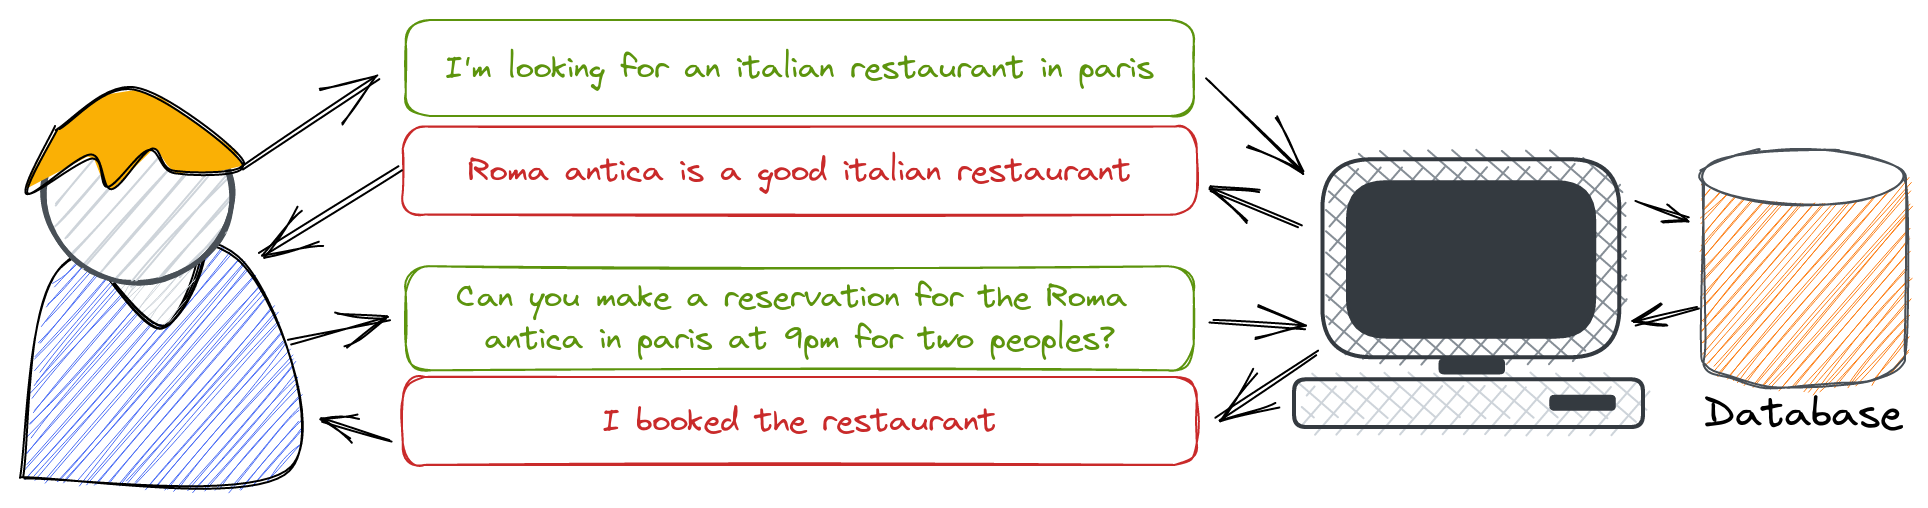 I'm looking for an italian restaurant in paris
Roma antica is a good italian restaurant
Can you make a reservation for the Roma
antica in paris at 9pm for two peoples?
I booked the restaurant
Database